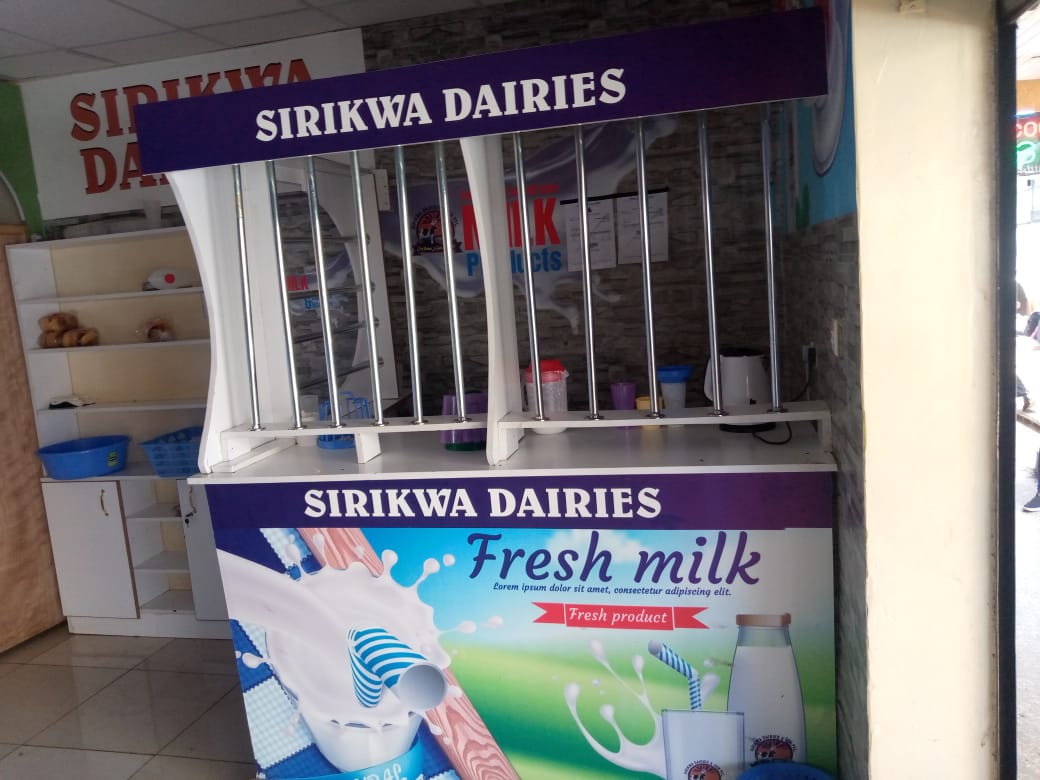 SIRIKWA
SIRIKWA DAIRIES
MILK
Products
MILK
SIRIKWA DAIRIES
Fresh milk
Lorem ipsum dolor sit amet, consectetur adipiscing elit.
Fresh product